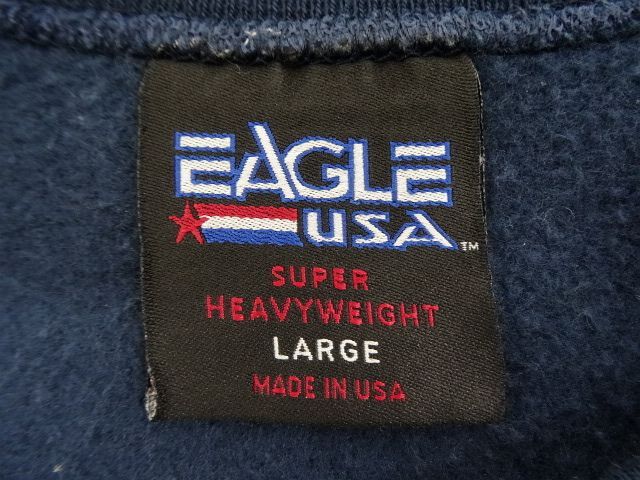 EAGLE
USA™
SUPER
HEAVYWEIGHT
LARGE
MADE IN USA